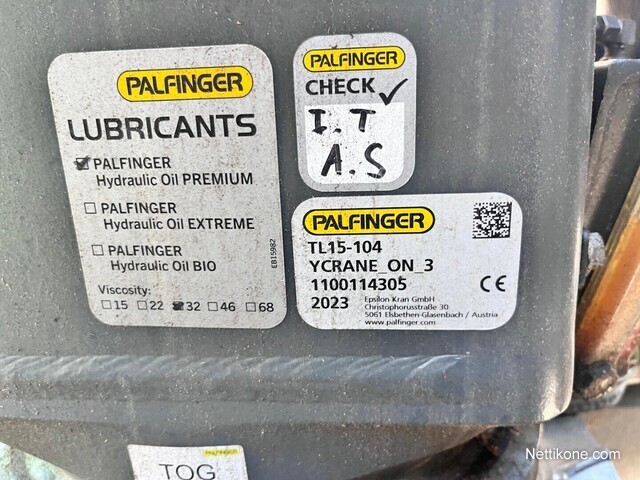 PALFINGER
LUBRICANTS
PALFINGER
Hydraulic Oil PREMIUM
PALFINGER
Hydraulic Oil EXTREME
PALFINGER
Hydraulic Oil BIO
Viscosity:
15 22 32 46 68
EB15982
PALFINGER
CHECK
I.T
A.S
PALFINGER
TL15-104
YCRANE_ON_3
1100114305
2023
Epsilon Kran GmbH
Christophorusstraße 30
5061 Elsbethen-Glasenbach / Austria
www.palfinger.com
CE
PALFINGER
TOG
Nettikone.com